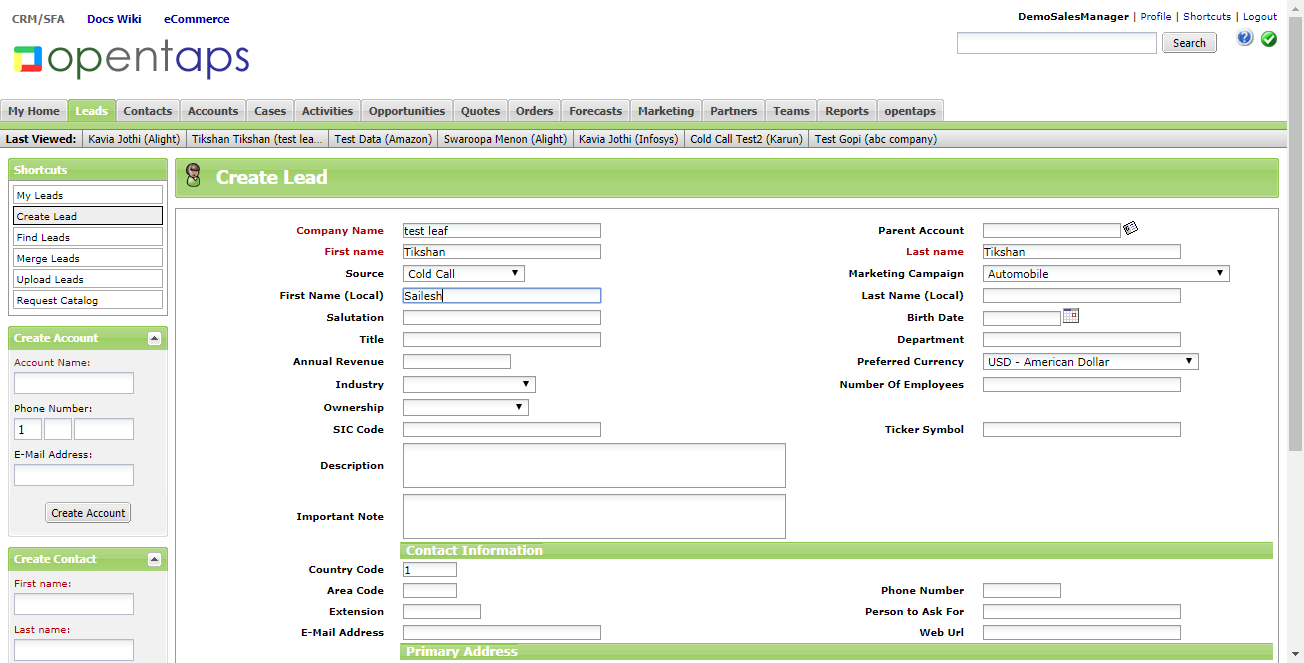 CRM/SFA Docs Wiki eCommerce
DemoSalesManager | Profile | Shortcuts | Logout
opentaps
Search
My Home Leads Contacts Accounts Cases Activities Opportunities Quotes Orders Forecasts Marketing Partners Teams Reports opentaps
Last Viewed: Kavia Jothi (Alight) Tikshan Tikshan (test lea... Test Data (Amazon) Swaroopa Menon (Alight) Kavia Jothi (Infosys) Cold Call Test2 (Karun) Test Gopi (abc company)
Shortcuts
My Leads
Create Lead
Find Leads
Merge Leads
Upload Leads
Request Catalog
Create Account
Account Name:
Phone Number:
1
E-Mail Address:
Create Account
Create Contact
First name:
Last name:
Create Lead
Company Name test leaf Parent Account
First name Tikshan Last name Tikshan
Source Cold Call Marketing Campaign Automobile
First Name (Local) Sailesh Last Name (Local)
Salutation Birth Date
Title Department
Annual Revenue Preferred Currency USD - American Dollar
Industry Number Of Employees
Ownership
SIC Code Ticker Symbol
Description
Important Note
Contact Information
Country Code 1
Area Code Phone Number
Extension Person to Ask For
E-Mail Address Web Url
Primary Address